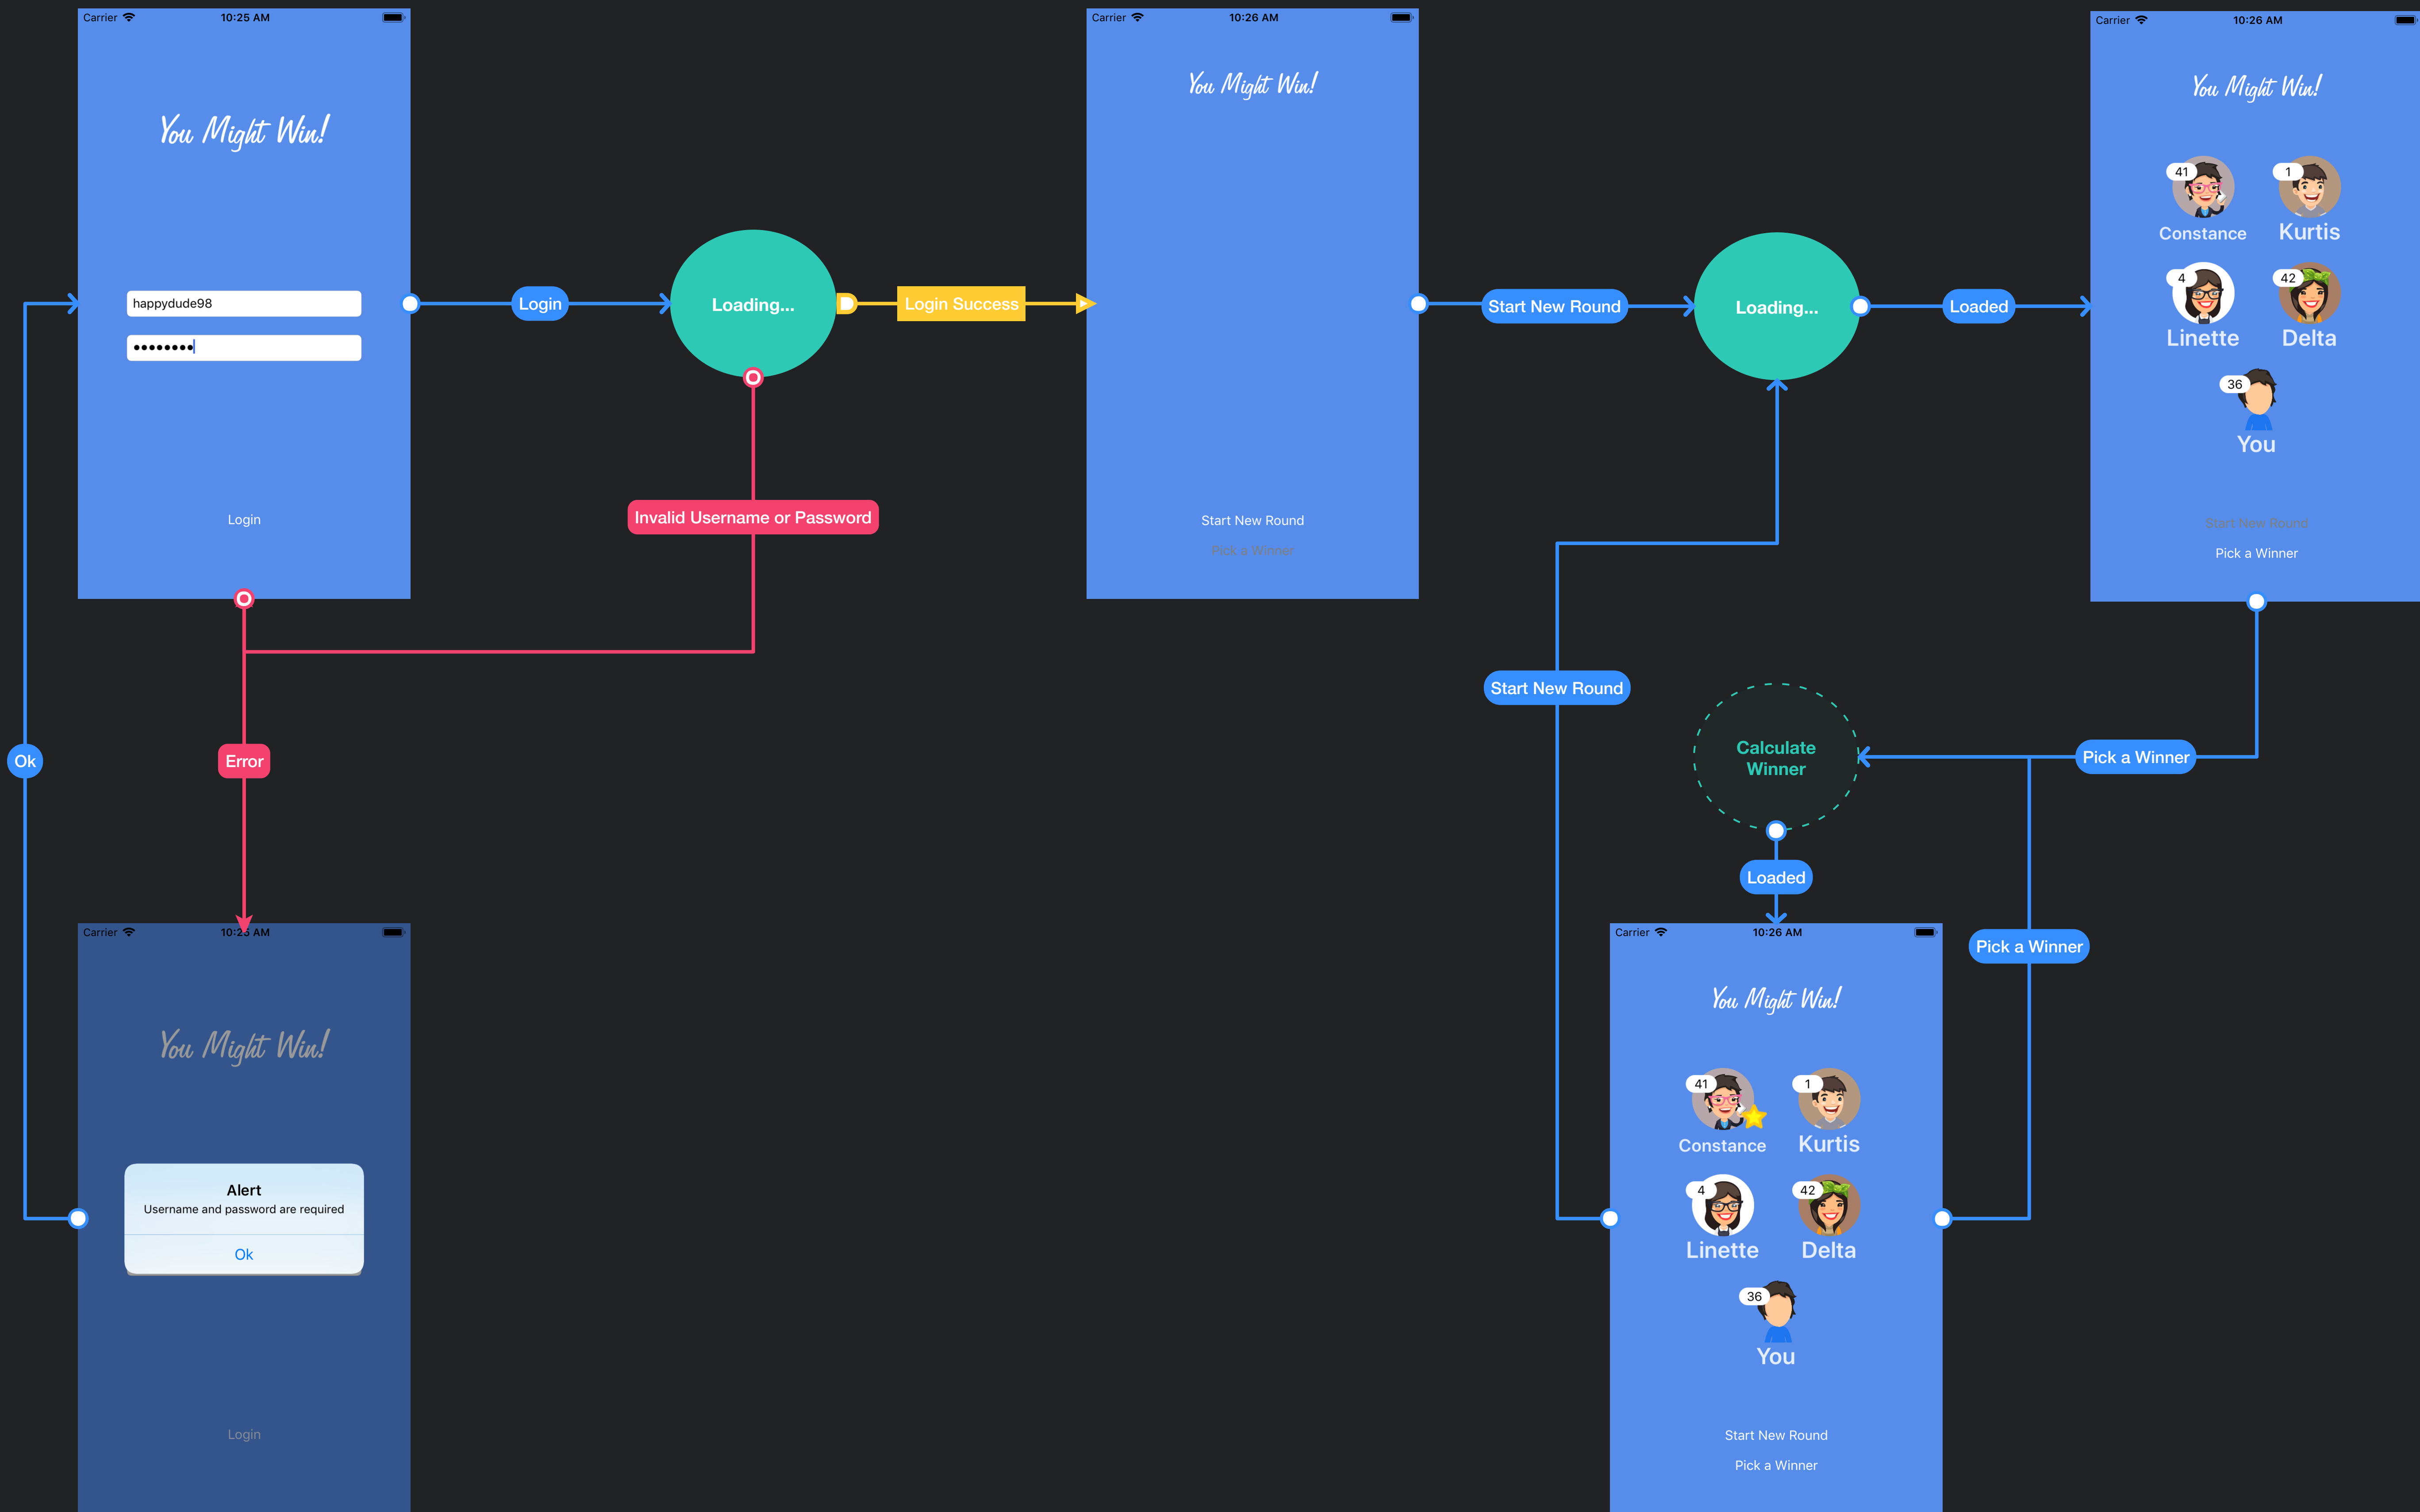 Carrier 10:25 AM
You Might Win!
happydude98
Login
Login
Loading...
Login Success
Invalid Username or Password
Error
Ok
Carrier 10:25 AM
You Might Win!
Alert
Username and password are required
Ok
Login
Carrier 10:26 AM
You Might Win!
Start New Round
Pick a Winner
Start New Round
Loading...
Loaded
Carrier 10:26 AM
You Might Win!
41
1
Constance
Kurtis
4
42
Linette
Delta
36
You
Start New Round
Pick a Winner
Pick a Winner
Calculate
Winner
Loaded
Start New Round
Pick a Winner
Carrier 10:26 AM
You Might Win!
41
1
Constance
Kurtis
4
42
Linette
Delta
36
You
Start New Round
Pick a Winner